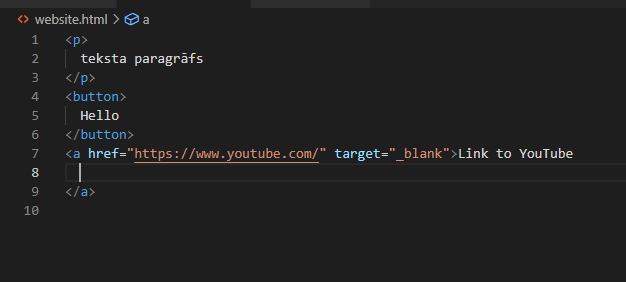 website.html > a
1 <p>
2 teksta paragrāfs
3 </p>
4 <button>
5 Hello
6 </button>
7 <a href="https://www.youtube.com/" target="_blank">Link to YouTube
8
9 </a>
10